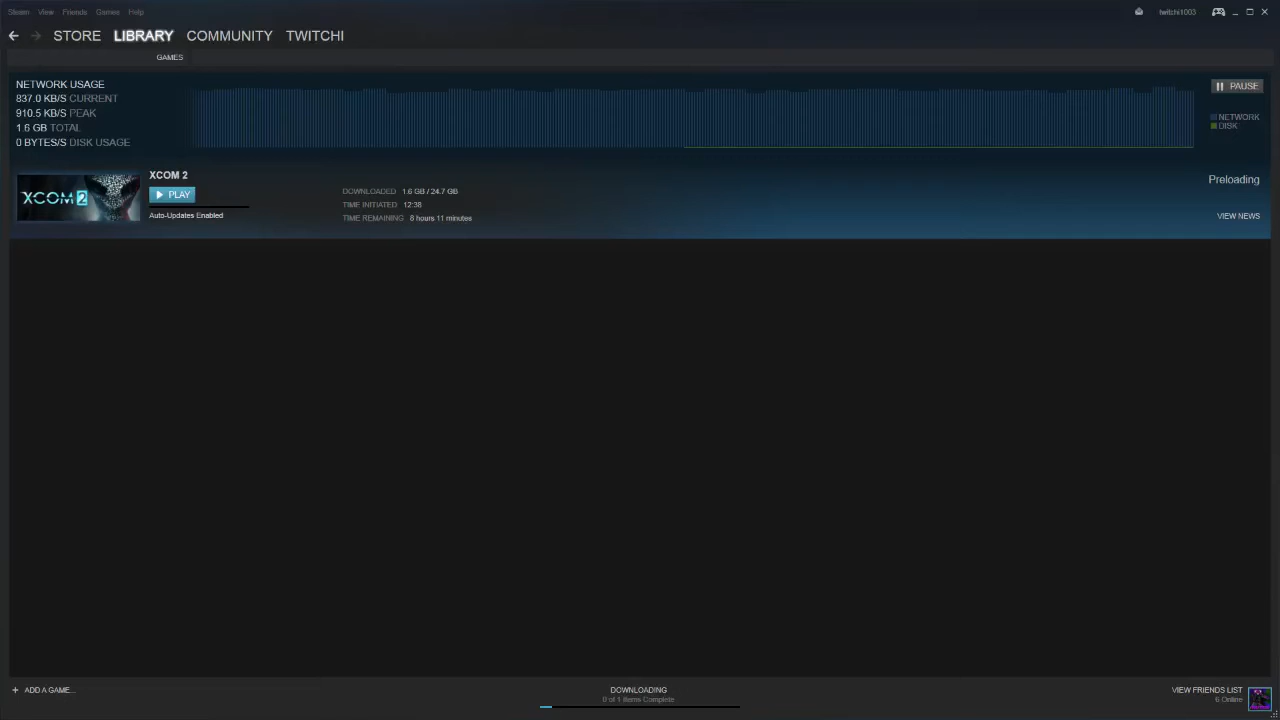 Steam View Friends Games Help
twitchi1003
STORE LIBRARY COMMUNITY TWITCHI
GAMES
NETWORK USAGE
837.0 KB/S CURRENT
910.5 KB/S PEAK
1.6 GB TOTAL
0 BYTES/S DISK USAGE
PAUSE
NETWORK
DISK
XCOM 2
XCOM 2
PLAY
Auto-Updates Enabled
DOWNLOADED 1.6 GB / 24.7 GB
TIME INITIATED: 12:38
TIME REMAINING 8 hours 11 minutes
Preloading
VIEW NEWS
+ ADD A GAME...
DOWNLOADING
0 of 1 Items Complete
VIEW FRIENDS LIST
6 Online